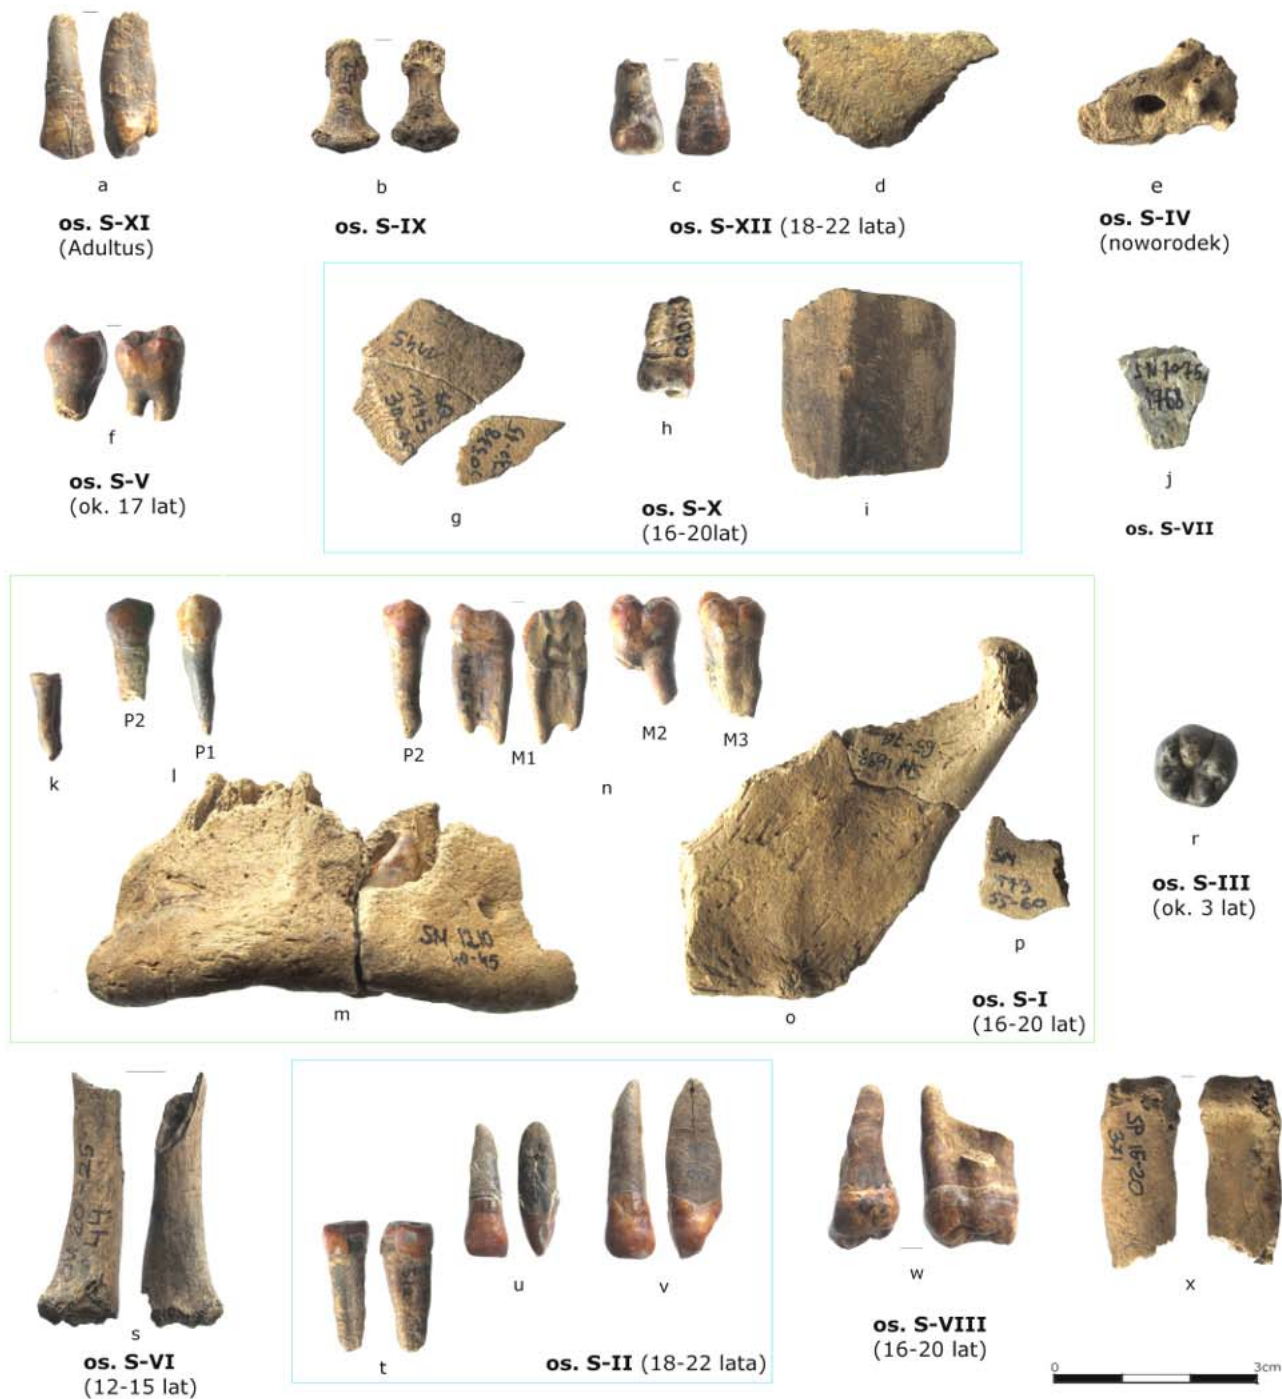 a
b
c
d
e
os. S-XI
(Adultus)
os. S-IX
os. S-XII (18-22 lata)
os. S-IV
(noworodek)
f
os. S-V
(ok. 17 lat)
g
h
i
os. S-X
(16-20lat)
j
os. S-VII
k
P2
P1
l
P2
M1
M2
M3
n
SM 1210
40-45
m
o
SM
773
55-60
p
os. S-I
(16-20 lat)
r
os. S-III
(ok. 3 lat)
s
os. S-VI
(12-15 lat)
t
u
v
os. S-II (18-22 lata)
w
os. S-VIII
(16-20 lat)
SP 15-20
371
x
0 3cm